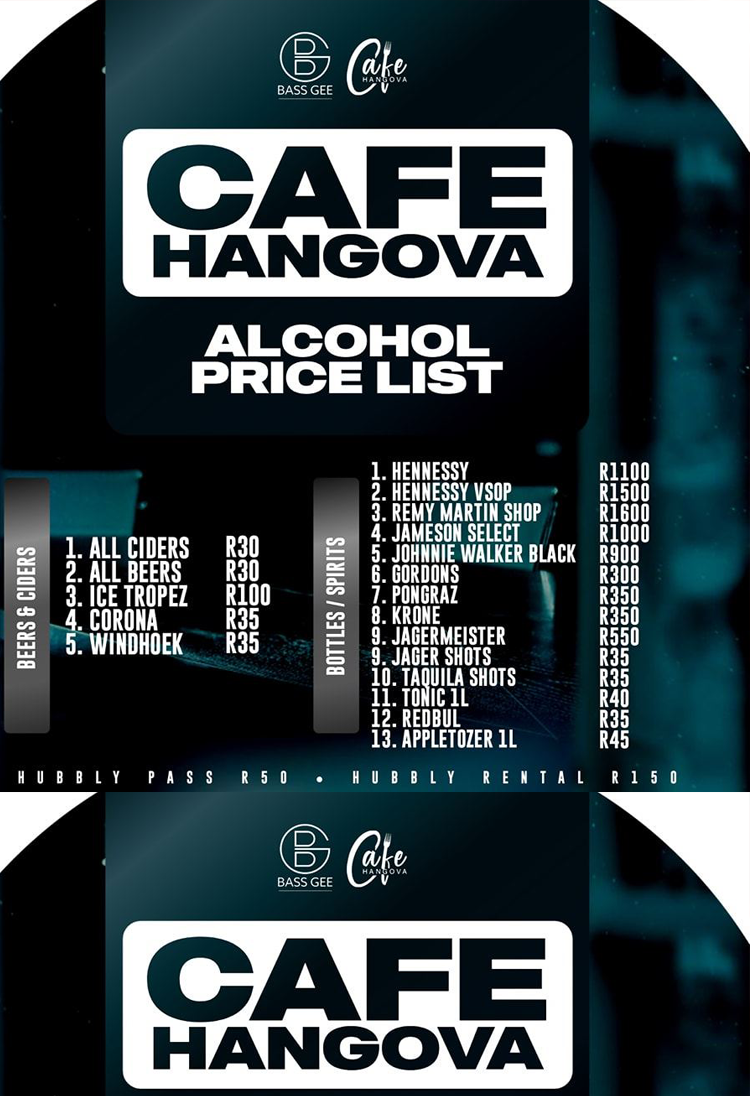 BASS GEE
Cafe
HANGOVA
CAFE
HANGOVA
ALCOHOL
PRICE LIST
BEERS & CIDERS
1. ALL CIDERS R30
2. ALL BEERS R30
3. ICE TROPEZ R100
4. CORONA R35
5. WINDHOEK R35
BOTTLES / SPIRITS
1. HENNESSY R1100
2. HENNESSY VSOP R1500
3. REMY MARTIN SHOP R1600
4. JAMESON SELECT R1000
5. JOHNNIE WALKER BLACK R900
6. GORDONS R300
7. PONGRAZ R350
8. KRONE R350
9. JAGERMEISTER R550
9. JAGER SHOTS R35
10. TAQUILA SHOTS R35
11. TONIC 1L R40
12. REDBUL R35
13. APPLETOZER 1L R45
HUBBLY PASS R50 • HUBBLY RENTAL R150
BASS GEE
Cafe
HANGOVA
CAFE
HANGOVA